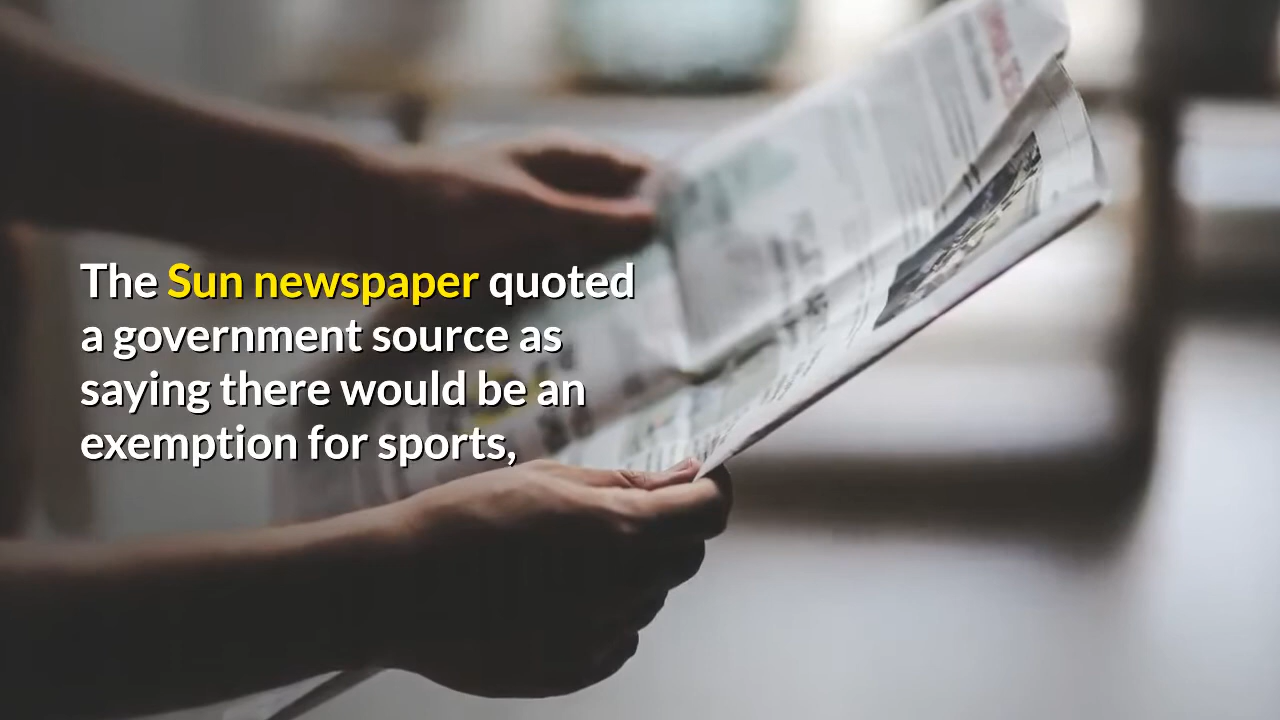 The Sun newspaper quoted
a government source as
saying there would be an
exemption for sports,